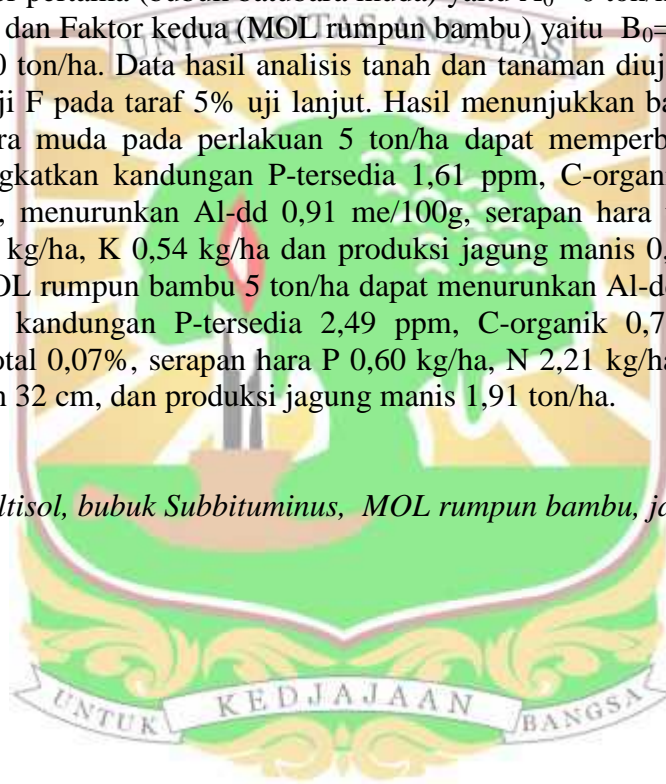 pertama (bubuk batubara muda) yaitu A0= 0 ton/
UNIVERSITAS ANDALAS
dan Faktor kedua (MOL rumpun bambu) yaitu B0=
0 ton/ha. Data hasil analisis tanah dan tanaman diuj
ji F pada taraf 5% uji lanjut. Hasil menunjukkan ba
ra muda pada perlakuan 5 ton/ha dapat memperb
ngkatkan kandungan P-tersedia 1,61 ppm, C-organ
, menurunkan Al-dd 0,91 me/100g, serapan hara
kg/ha, K 0,54 kg/ha dan produksi jagung manis 0,
OL rumpun bambu 5 ton/ha dapat menurunkan Al-d
kandungan P-tersedia 2,49 ppm, C-organik 0,7
otal 0,07%, serapan hara P 0,60 kg/ha, N 2,21 kg/ha
n 32 cm, dan produksi jagung manis 1,91 ton/ha.
ltisol, bubuk Subbituminus, MOL rumpun bambu, ja
UNTUK KEDJAJAAN BANGSA